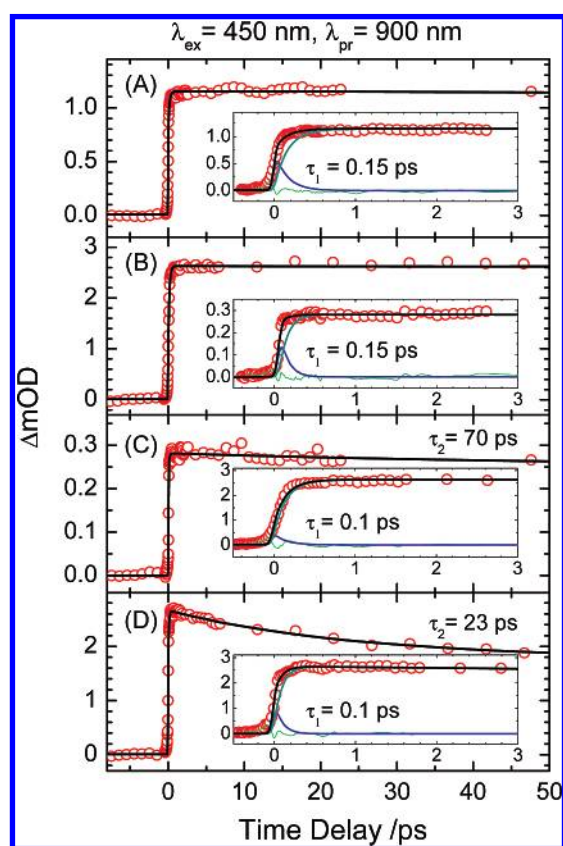 λex = 450 nm, λpr = 900 nm
(A)
1.0
0.5
0.0
1.0
0.5
0.0
τ1 = 0.15 ps
0 1 2 3
(B)
3
2
1
0
0.3
0.2
0.1
0.0
τ1 = 0.15 ps
0 1 2 3
(C)
τ2 = 70 ps
0.3
0.2
0.1
0.0
3
2
1
0
τ1 = 0.1 ps
0 1 2 3
(D)
τ2 = 23 ps
2
1
0
3
2
1
0
τ1 = 0.1 ps
0 1 2 3
0 10 20 30 40 50
ΔmOD
Time Delay /ps